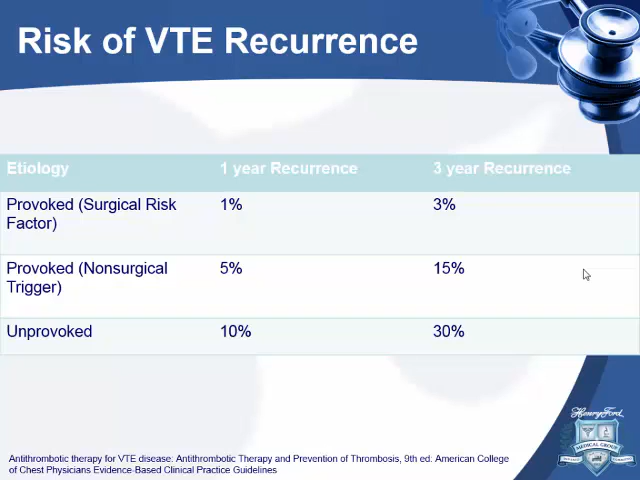 Risk of VTE Recurrence
Etiology 1 year Recurrence 3 year Recurrence
Provoked (Surgical Risk Factor) 1% 3%
Provoked (Nonsurgical Trigger) 5% 15%
Unprovoked 10% 30%
Antithrombotic therapy for VTE disease: Antithrombotic Therapy and Prevention of Thrombosis, 9th ed: American College
of Chest Physicians Evidence-Based Clinical Practice Guidelines
Henry Ford
MEDICAL GROUP